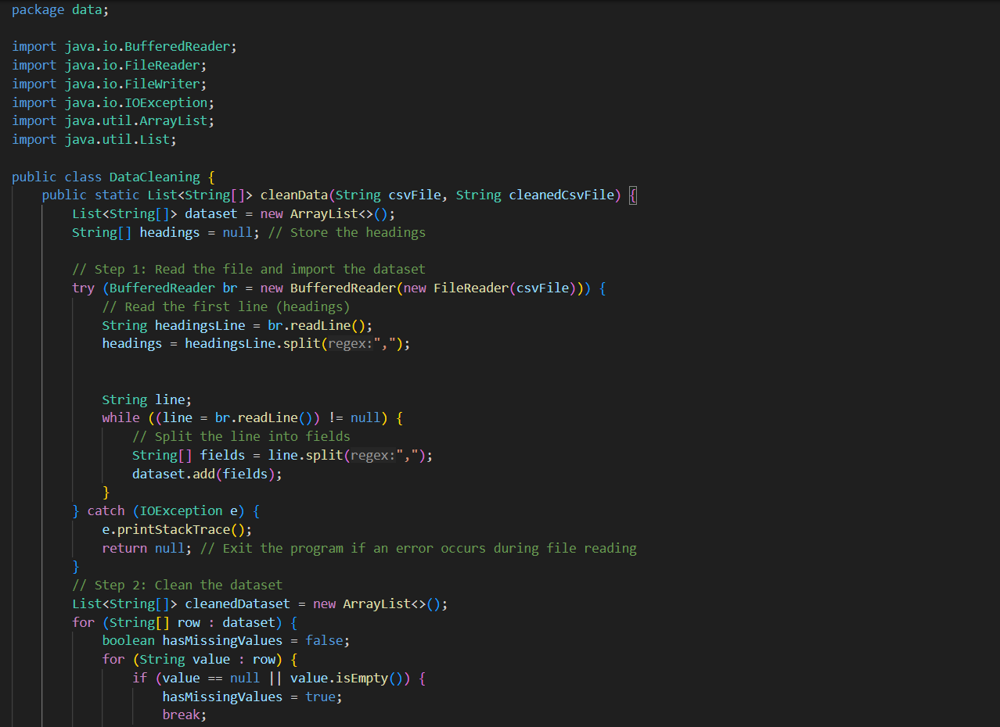 package data;
import java.io.BufferedReader;
import java.io.FileReader;
import java.io.FileWriter;
import java.io.IOException;
import java.util.ArrayList;
import java.util.List;
public class DataCleaning {
public static List<String[]> cleanData(String csvFile, String cleanedCsvFile) {
List<String[]> dataset = new ArrayList<>();
String[] headings = null; // Store the headings
// Step 1: Read the file and import the dataset
try (BufferedReader br = new BufferedReader(new FileReader(csvFile))) {
// Read the first line (headings)
String headingsLine = br.readLine();
headings = headingsLine.split(regex:",");
String line;
while ((line = br.readLine()) != null) {
// Split the line into fields
String[] fields = line.split(regex:",");
dataset.add(fields);
}
} catch (IOException e) {
e.printStackTrace();
return null; // Exit the program if an error occurs during file reading
}
// Step 2: Clean the dataset
List<String[]> cleanedDataset = new ArrayList<>();
for (String[] row : dataset) {
boolean hasMissingValues = false;
for (String value : row) {
if (value == null || value.isEmpty()) {
hasMissingValues = true;
break;